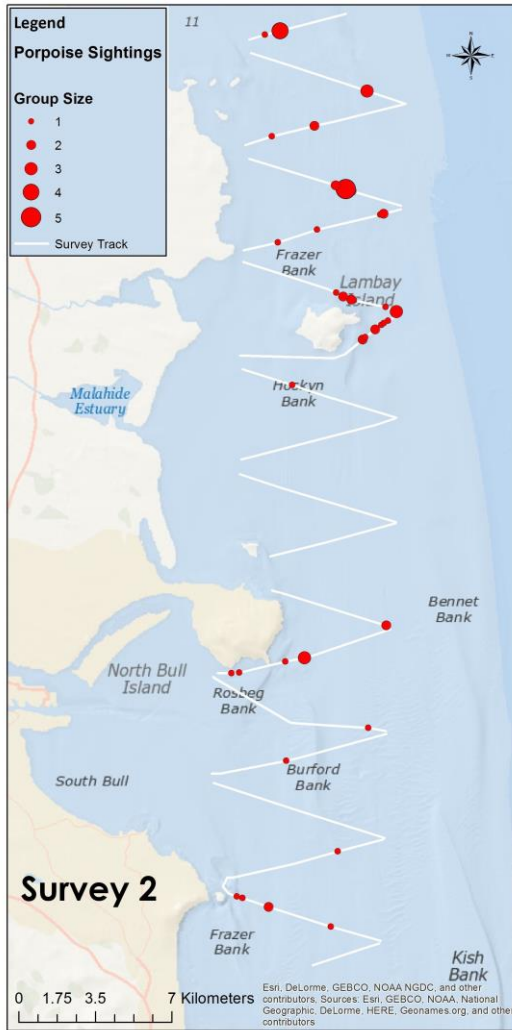 Legend
Porpoise Sightings
Group Size
1
2
3
4
5
Survey Track
11
N
W
E
S
Frazer
Bank
Lambay
Island
Hoskyn
Bank
Malahide
Estuary
Bennet
Bank
North Bull
Island
Rosbeg
Bank
South Bull
Burford
Bank
Survey 2
Frazer
Bank
Kish
Bank
0 1.75 3.5 7 Kilometers
Esri, DeLorme, GEBCO, NOAA NGDC, and other
contributors, Sources: Esri, GEBCO, NOAA, National
Geographic, DeLorme, HERE, Geonames.org, and other
contributors